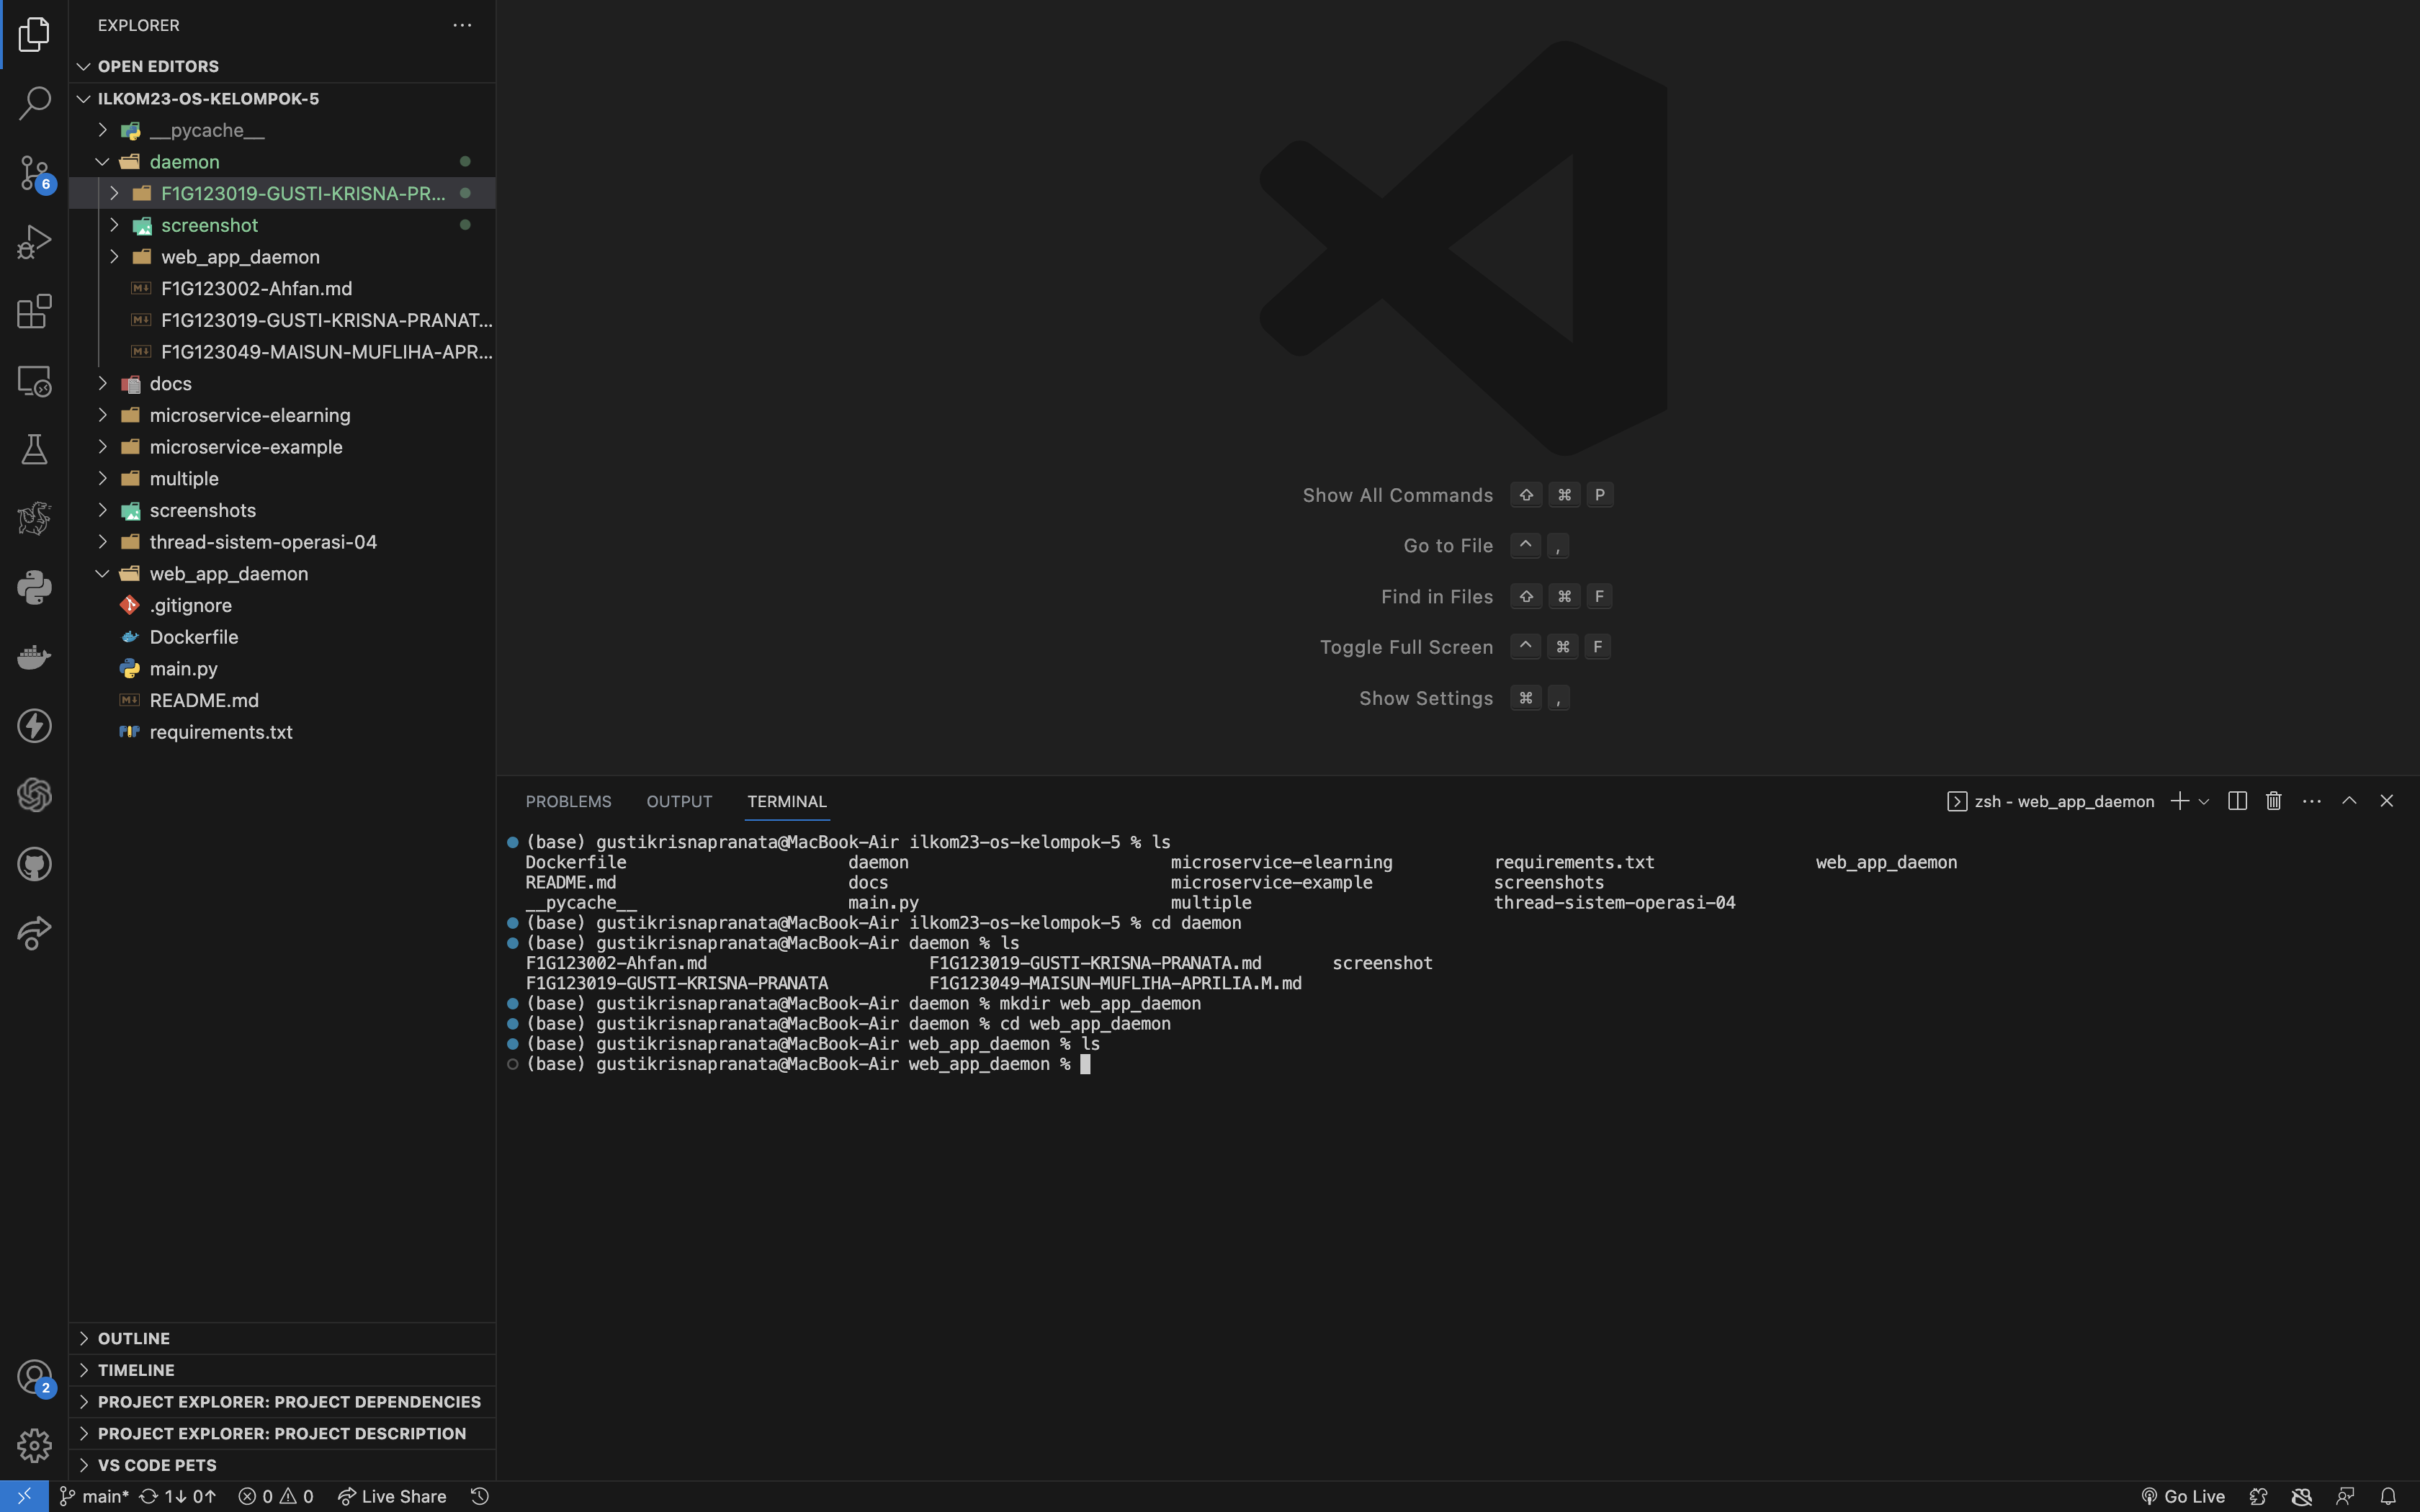 EXPLORER
OPEN EDITORS
ILKOM23-OS-KELOMPOK-5
__pycache__
daemon
F1G123019-GUSTI-KRISNA-PR...
screenshot
web_app_daemon
F1G123002-Ahfan.md
F1G123019-GUSTI-KRISNA-PRANAT...
F1G123049-MAISUN-MUFLIHA-APR...
docs
microservice-elearning
microservice-example
multiple
screenshots
thread-sistem-operasi-04
web_app_daemon
.gitignore
Dockerfile
main.py
README.md
requirements.txt
OUTLINE
TIMELINE
PROJECT EXPLORER: PROJECT DEPENDENCIES
PROJECT EXPLORER: PROJECT DESCRIPTION
VS CODE PETS
6
2
Show All Commands ⇧ ⌘ P
Go to File ^ ,
Find in Files ⇧ ⌘ F
Toggle Full Screen ^ ⌘ F
Show Settings ⌘ ,
PROBLEMS OUTPUT TERMINAL zsh - web_app_daemon
(base) gustikrisnapranata@MacBook-Air ilkom23-os-kelompok-5 % ls
Dockerfile daemon microservice-elearning requirements.txt web_app_daemon
README.md docs microservice-example screenshots
__pycache__ main.py multiple thread-sistem-operasi-04
(base) gustikrisnapranata@MacBook-Air ilkom23-os-kelompok-5 % cd daemon
(base) gustikrisnapranata@MacBook-Air daemon % ls
F1G123002-Ahfan.md F1G123019-GUSTI-KRISNA-PRANATA.md screenshot
F1G123019-GUSTI-KRISNA-PRANATA F1G123049-MAISUN-MUFLIHA-APRILIA.M.md
(base) gustikrisnapranata@MacBook-Air daemon % mkdir web_app_daemon
(base) gustikrisnapranata@MacBook-Air daemon % cd web_app_daemon
(base) gustikrisnapranata@MacBook-Air web_app_daemon % ls
(base) gustikrisnapranata@MacBook-Air web_app_daemon %
main* 1↓ 0↑ 0 0 Live Share Go Live